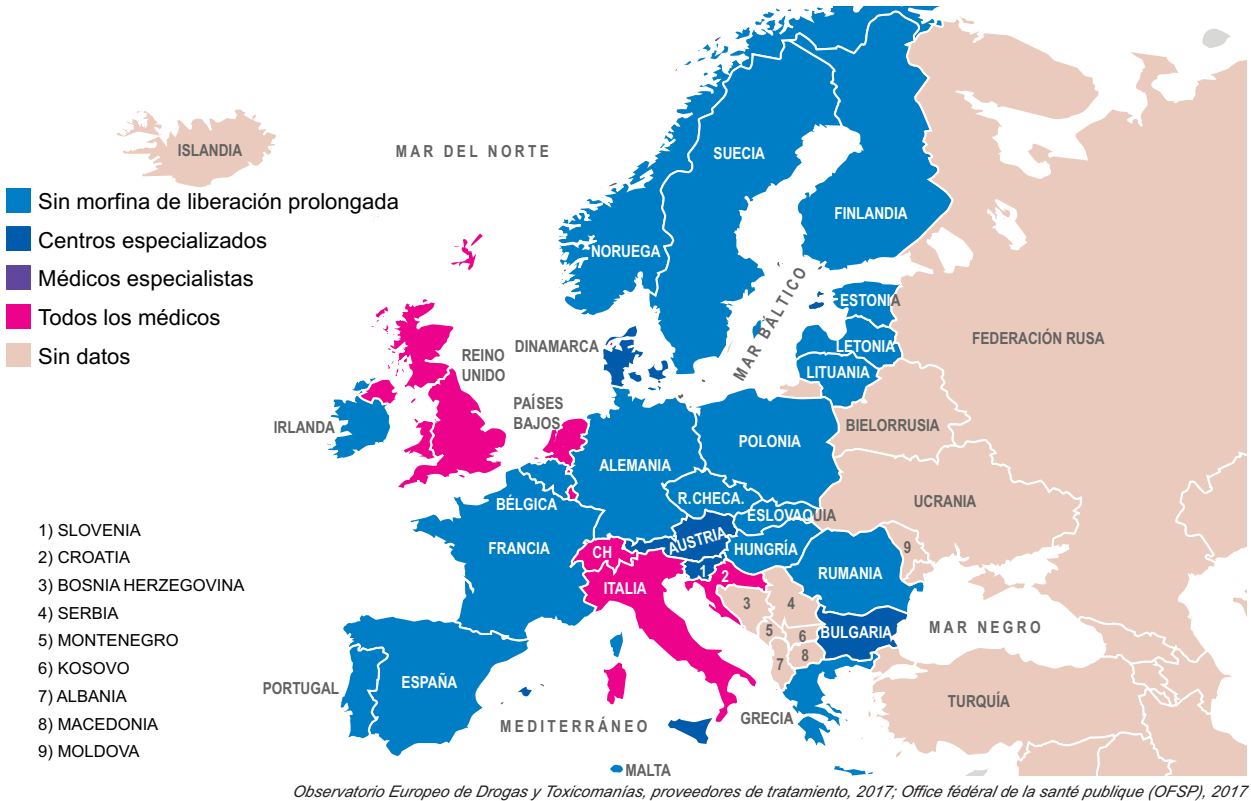 ISLANDIA
MAR DEL NORTE
Sin morfina de liberación prolongada
Centros especializados
Médicos especialistas
Todos los médicos
Sin datos
SUECIA
FINLANDIA
NORUEGA
MAR BÁLTICO
ESTONIA
LETONIA
LITUANIA
FEDERACIÓN RUSA
DINAMARCA
REINO
UNIDO
PAÍSES
BAJOS
IRLANDA
BIELORRUSIA
POLONIA
ALEMANIA
UCRANIA
R.CHECA.
BÉLGICA
ESLOVAQUIA
FRANCIA
CH
AUSTRIA
HUNGRÍA
9
RUMANIA
1
2
ITALIA
3
4
5
6
7
8
BULGARIA
MAR NEGRO
PORTUGAL
ESPAÑA
MEDITERRÁNEO
GRECIA
TURQUÍA
MALTA
1) SLOVENIA
2) CROATIA
3) BOSNIA HERZEGOVINA
4) SERBIA
5) MONTENEGRO
6) KOSOVO
7) ALBANIA
8) MACEDONIA
9) MOLDOVA
Observatorio Europeo de Drogas y Toxicomanías, proveedores de tratamiento, 2017; Office fédéral de la santé publique (OFSP), 2017